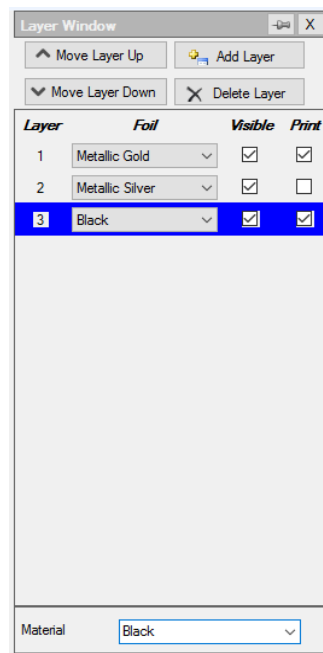 Layer Window X
Move Layer Up Add Layer
Move Layer Down Delete Layer
Layer Foil Visible Print
1 Metallic Gold
2 Metallic Silver
3 Black
Material Black